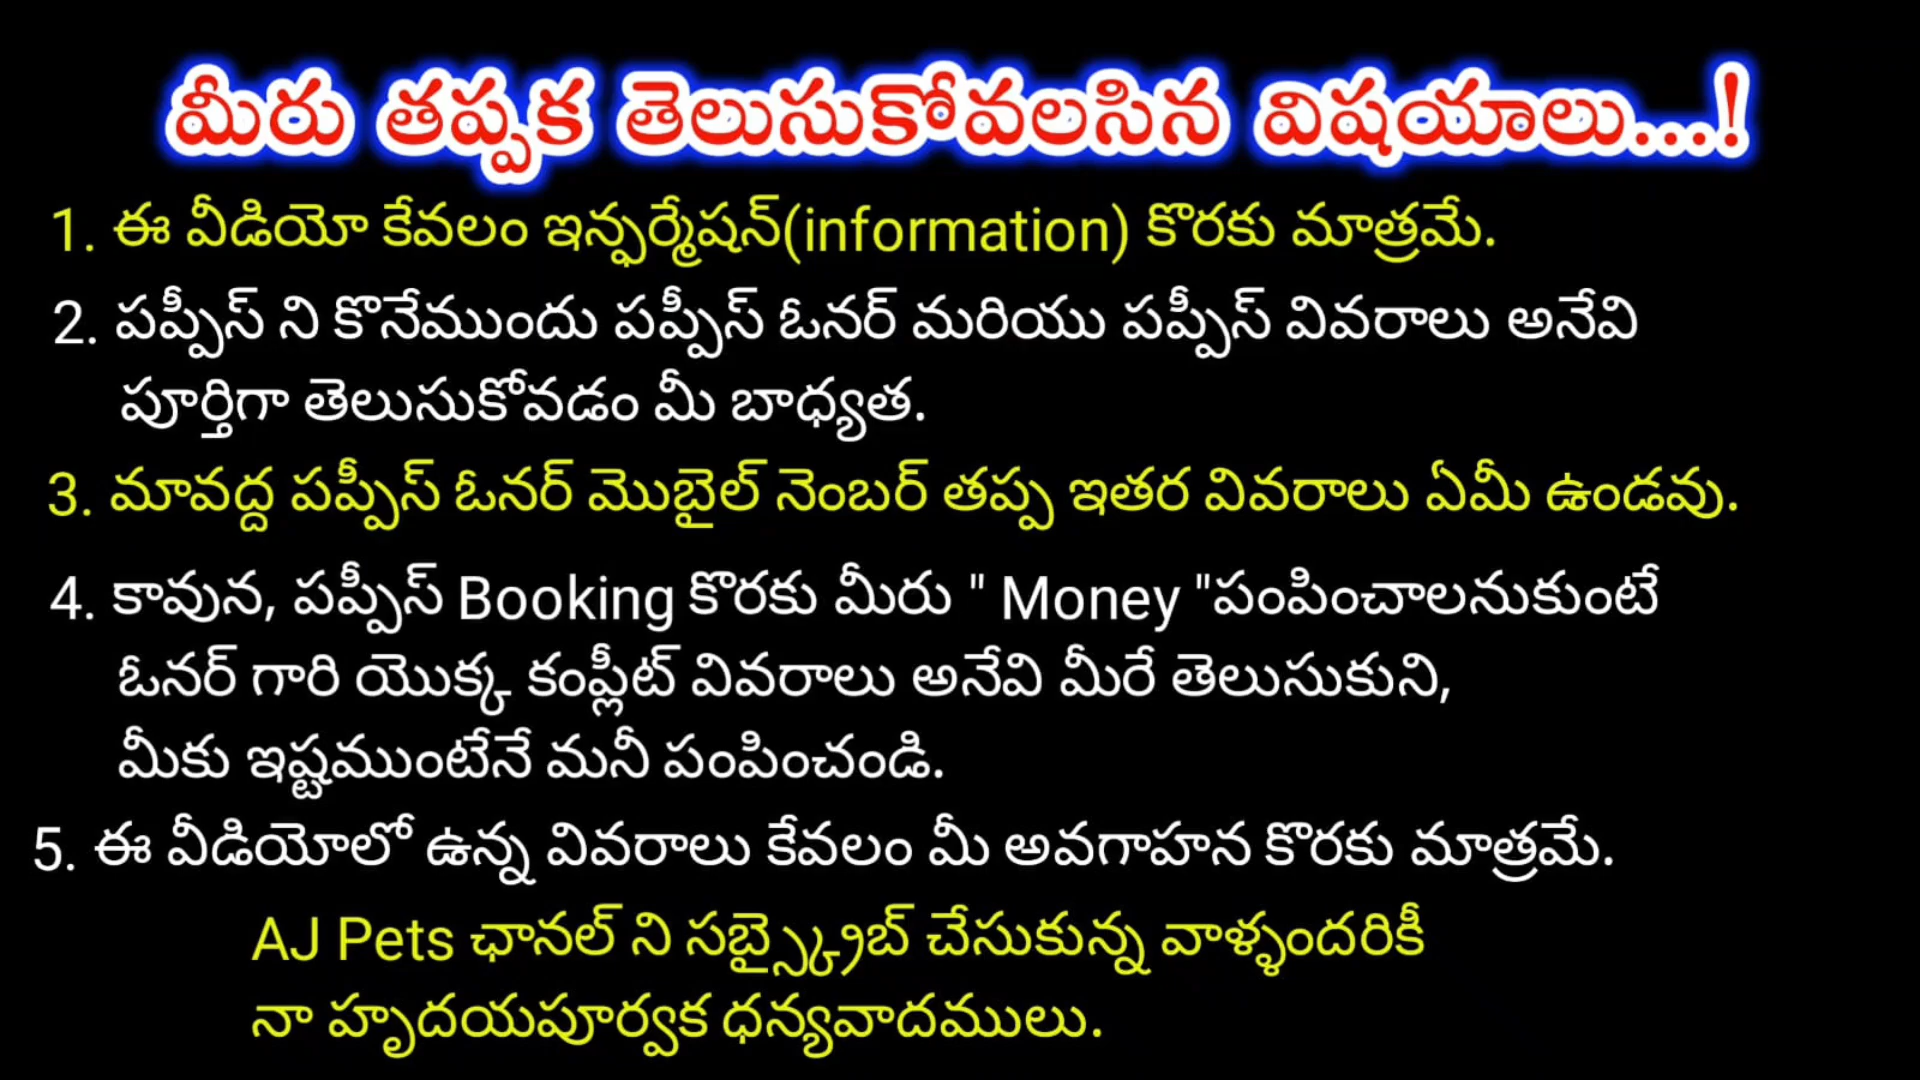 మీరు తప్పక తెలుసుకోవలసిన విషయాలు...!
1. ఈ వీడియో కేవలం ఇన్ఫర్మేషన్(information) కొరకు మాత్రమే.
2. పప్పీస్ ని కొనేముందు పప్పీస్ ఓనర్ మరియు పప్పీస్ వివరాలు అనేవి
పూర్తిగా తెలుసుకోవడం మీ బాధ్యత.
3. మావద్ద పప్పీస్ ఓనర్ మొబైల్ నెంబర్ తప్ప ఇతర వివరాలు ఏమీ ఉండవు.
4. కావున, పప్పీస్ Booking కొరకు మీరు " Money "పంపించాలనుకుంటే
ఓనర్ గారి యొక్క కంప్లీట్ వివరాలు అనేవి మీరే తెలుసుకుని,
మీకు ఇష్టముంటేనే మనీ పంపించండి.
5. ఈ వీడియోలో ఉన్న వివరాలు కేవలం మీ అవగాహన కొరకు మాత్రమే.
AJ Pets ఛానల్ ని సబ్స్క్రైబ్ చేసుకున్న వాళ్ళందరికీ
నా హృదయపూర్వక ధన్యవాదములు.